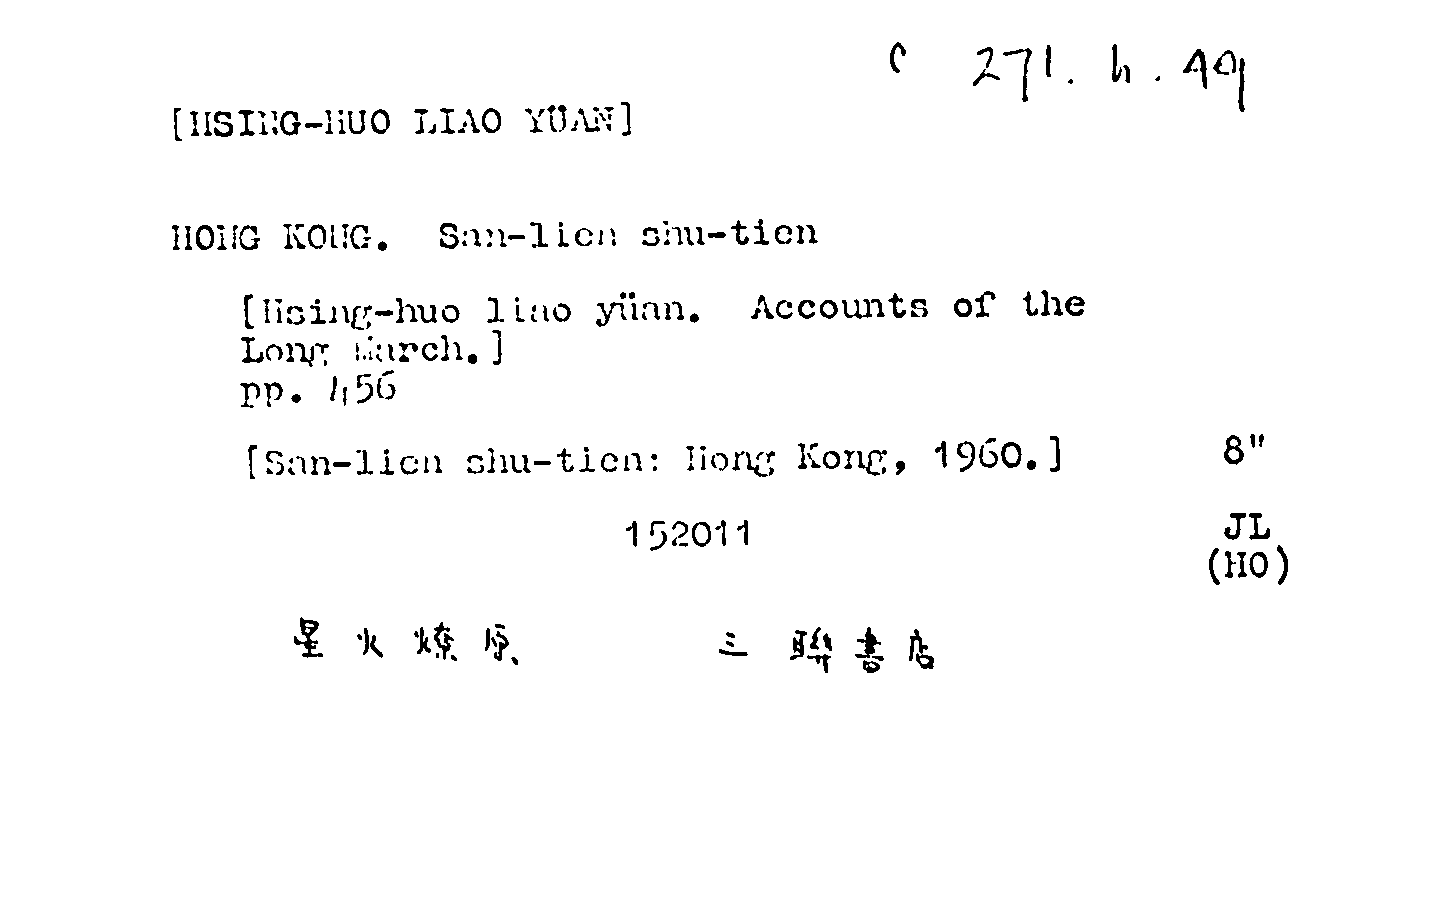 c 271.h.49
[HSING-HUO LIAO YÜAN]
HONG KONG. San-lien shu-tien
[Hsing-huo liao yüan. Accounts of the
Long March.]
pp. 456
[San-lien shu-tien: Hong Kong, 1960.] 8"
152011 JL
(HO)
星火燎原 三聯書店